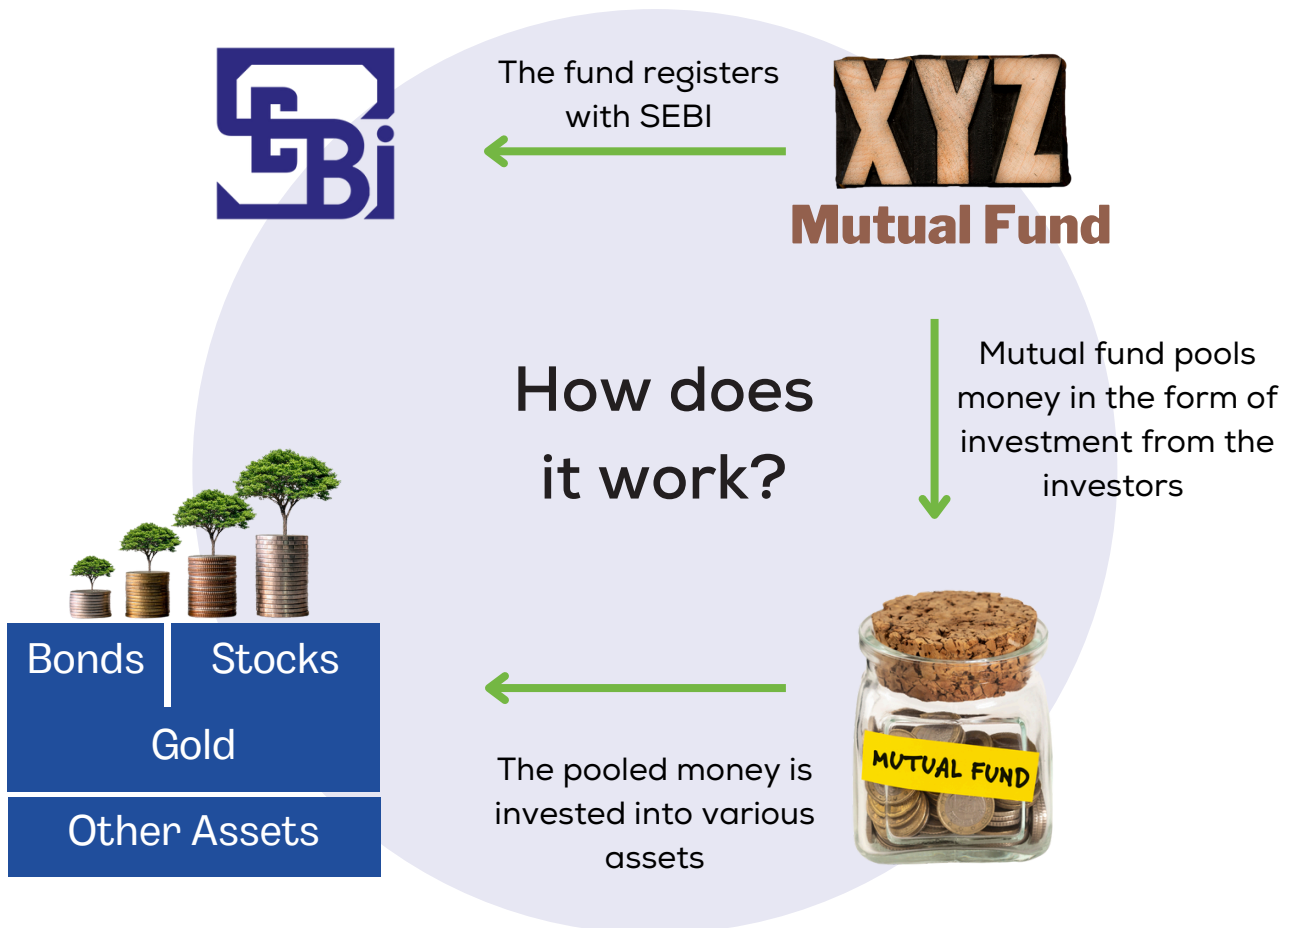 SEBi
The fund registers
with SEBI
XYZ
Mutual Fund
How does
it work?
Mutual fund pools
money in the form of
investment from the
investors
Bonds
Stocks
Gold
Other Assets
The pooled money is
invested into various
assets
MUTUAL FUND